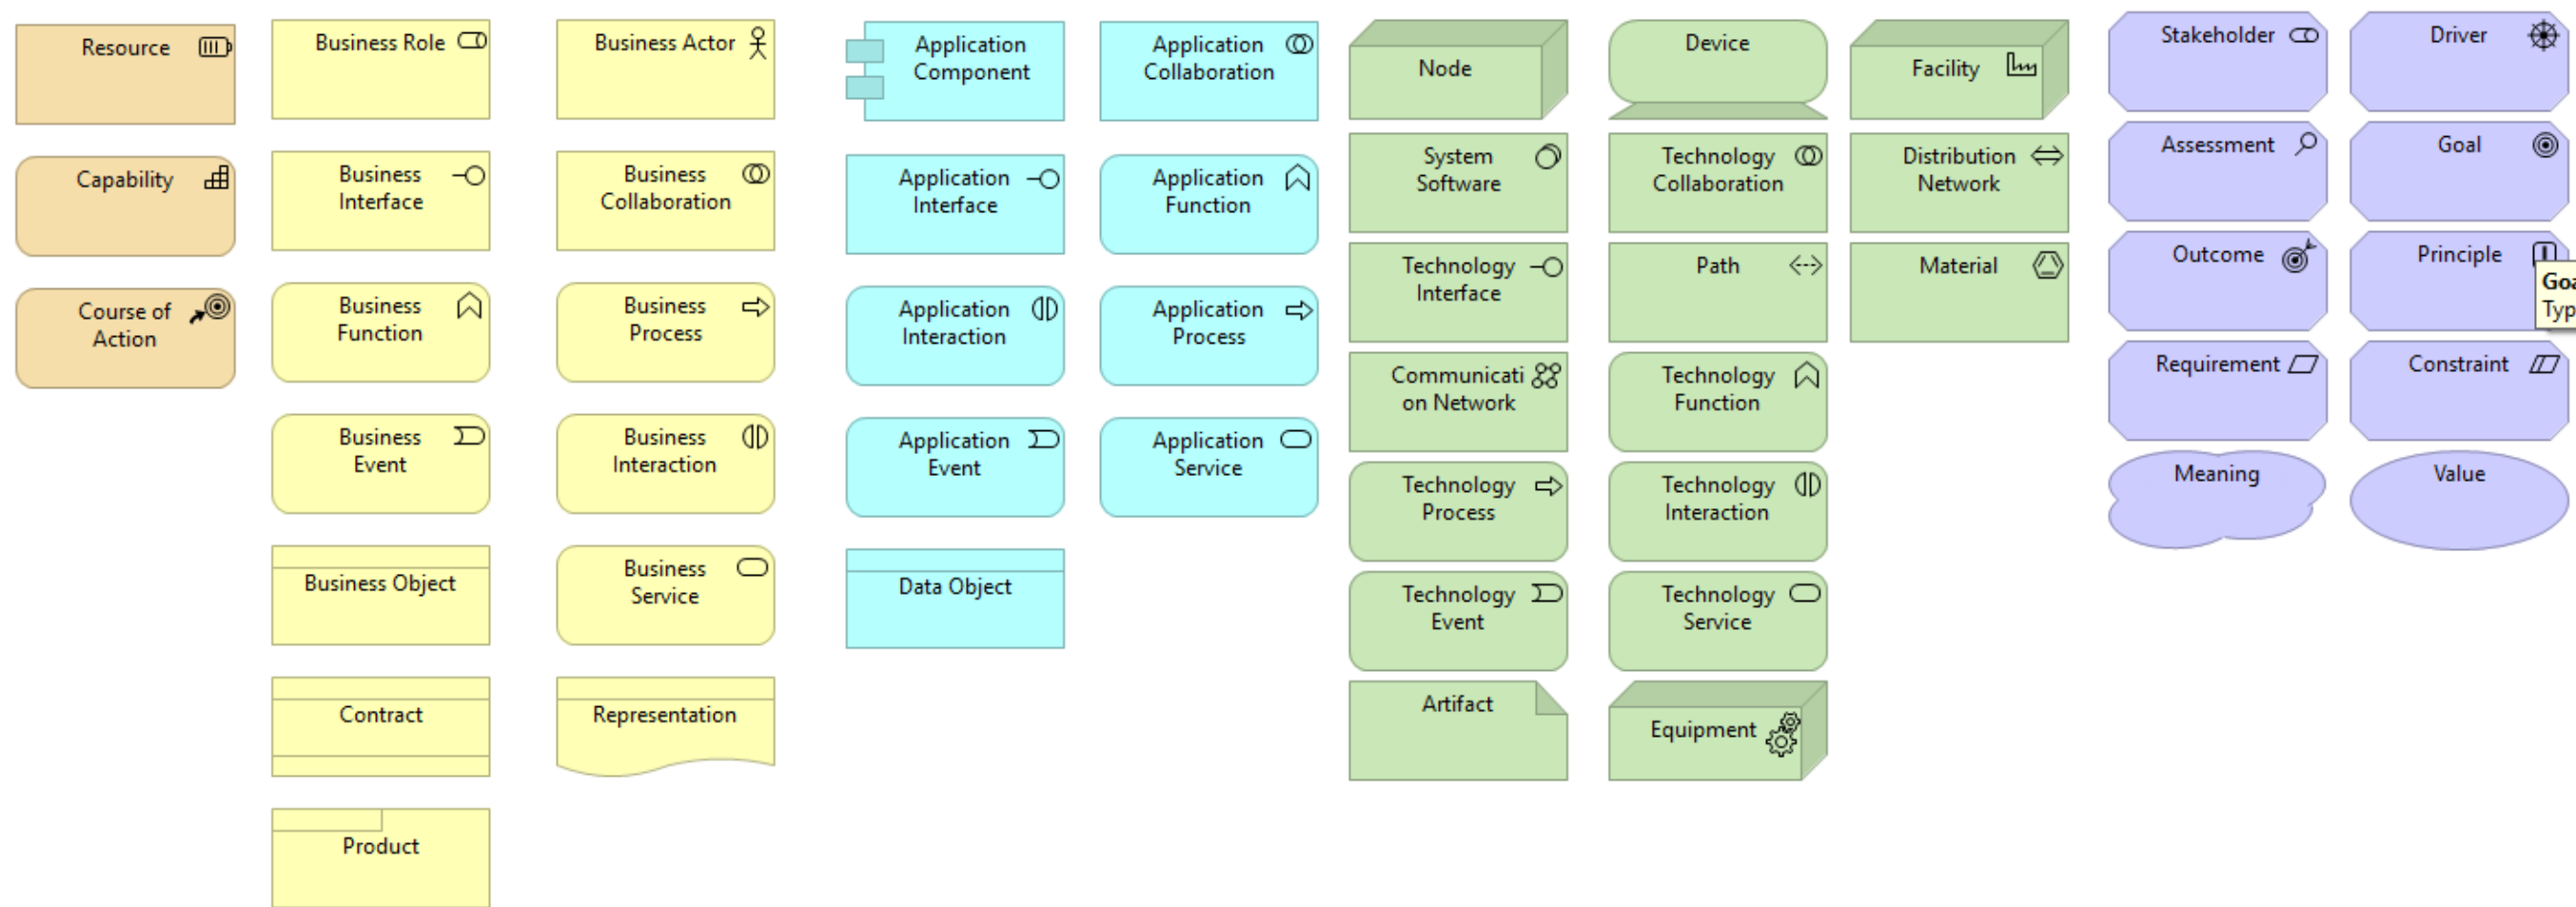 Resource
Capability
Course of
Action
Business Role
Business
Interface
Business
Function
Business
Event
Business Object
Contract
Product
Business Actor
Business
Collaboration
Business
Process
Business
Interaction
Business
Service
Representation
Application
Component
Application
Interface
Application
Interaction
Application
Event
Data Object
Application
Collaboration
Application
Function
Application
Process
Application
Service
Node
System
Software
Technology
Interface
Communicati
on Network
Technology
Process
Technology
Event
Artifact
Device
Technology
Collaboration
Path
Technology
Function
Technology
Interaction
Technology
Service
Equipment
Facility
Distribution
Network
Material
Stakeholder
Assessment
Outcome
Requirement
Meaning
Driver
Goal
Principle
Goa
Typ
Constraint
Value